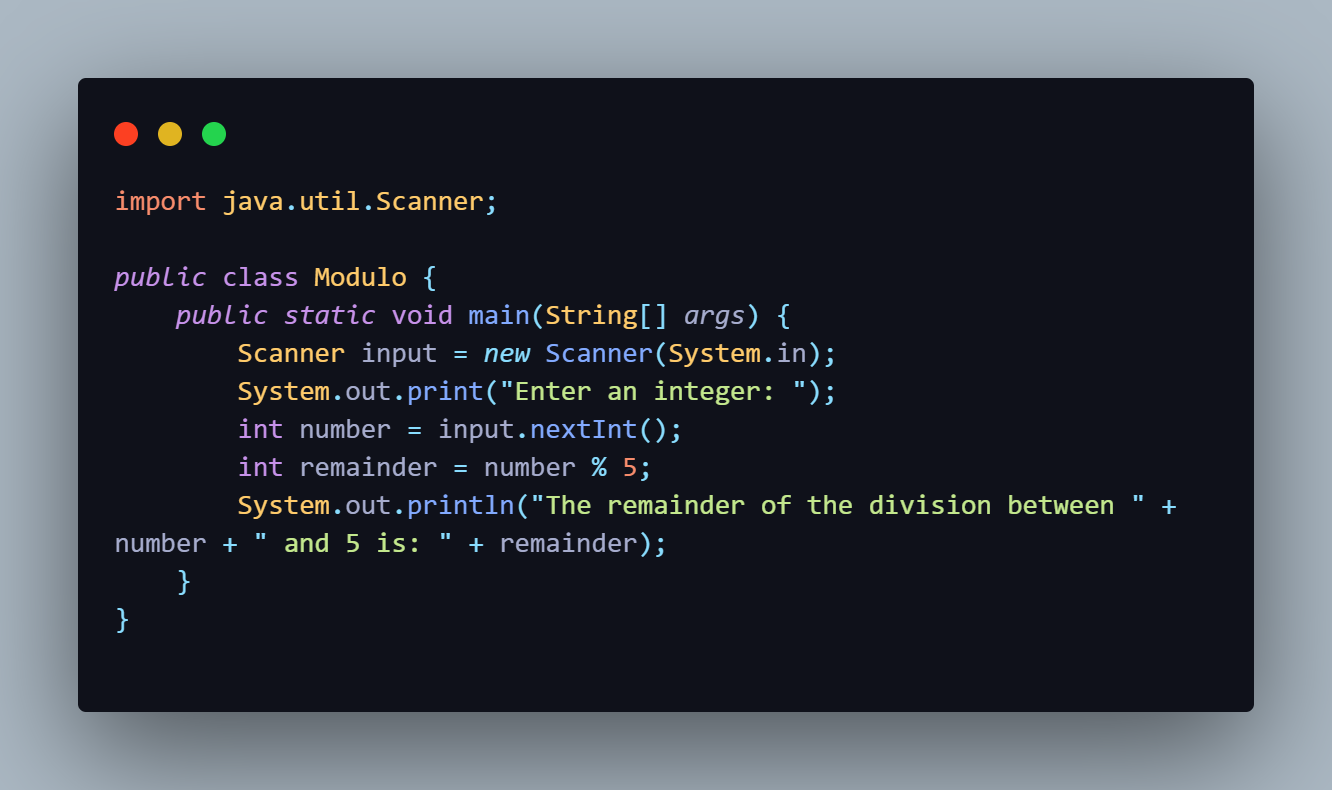 import java.util.Scanner;

public class Modulo {
    public static void main(String[] args) {
        Scanner input = new Scanner(System.in);
        System.out.print("Enter an integer: ");
        int number = input.nextInt();
        int remainder = number % 5;
        System.out.println("The remainder of the division between " +
number + " and 5 is: " + remainder);
    }
}